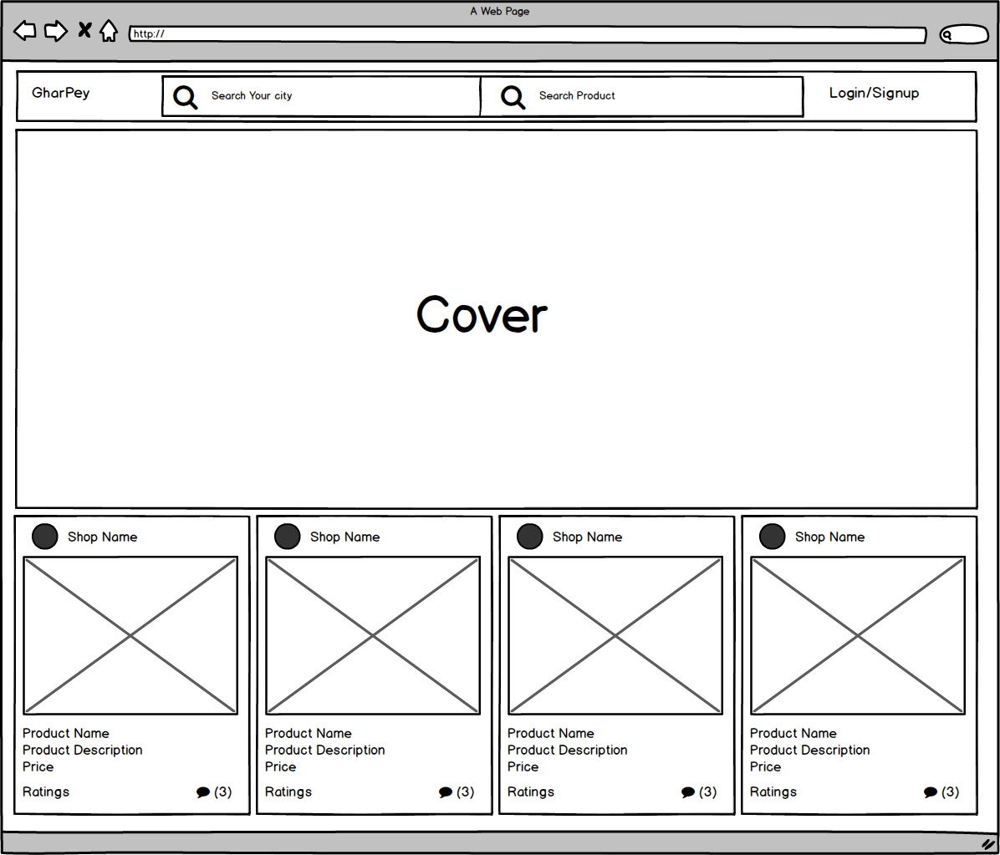 A Web Page
http://
GharPey
Search Your city
Search Product
Login/Signup
Cover
Shop Name
Shop Name
Shop Name
Shop Name
Product Name
Product Description
Price
Ratings
(3)
Product Name
Product Description
Price
Ratings
(3)
Product Name
Product Description
Price
Ratings
(3)
Product Name
Product Description
Price
Ratings
(3)